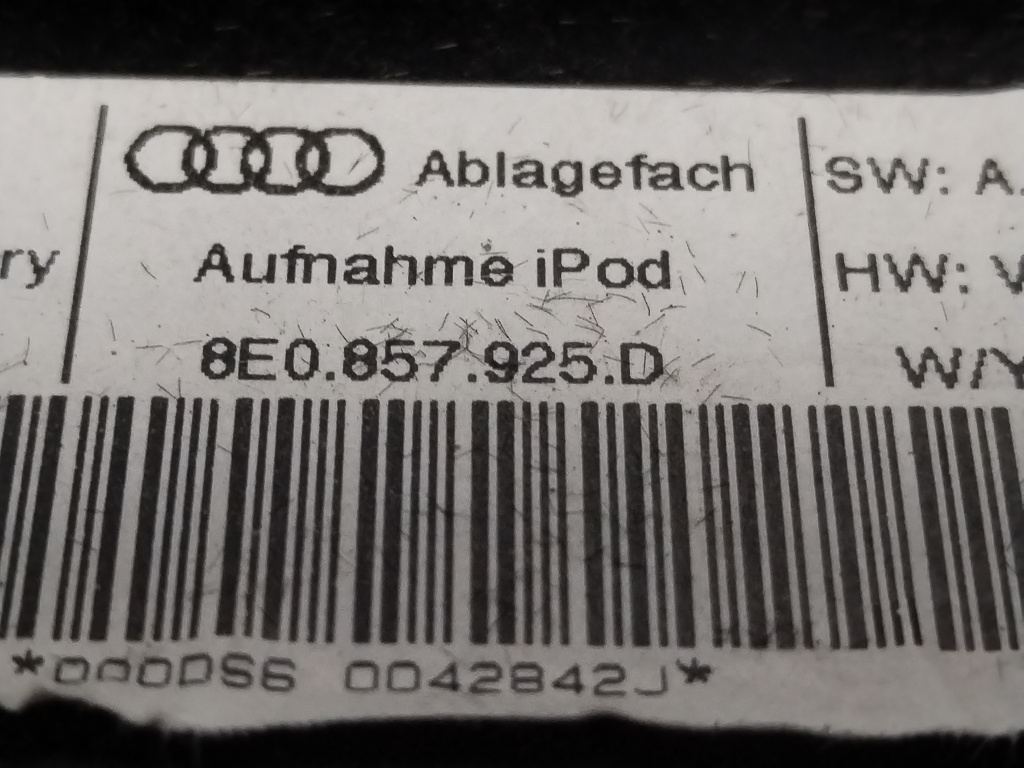 Ablagefach
Aufnahme iPod
8E0.857.925.D
ry
SW: A.
HW: V
W/Y
*000DS6 0042842J*